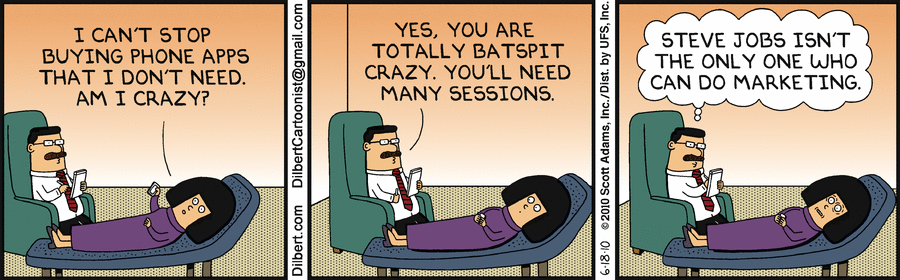 I CAN'T STOP
BUYING PHONE APPS
THAT I DON'T NEED.
AM I CRAZY?
Dilbert.com DilbertCartoonist@gmail.com
YES, YOU ARE
TOTALLY BATSPIT
CRAZY. YOU'LL NEED
MANY SESSIONS.
6-18-10 © 2010 Scott Adams, Inc./Dist. by UFS, Inc.
STEVE JOBS ISN'T
THE ONLY ONE WHO
CAN DO MARKETING.